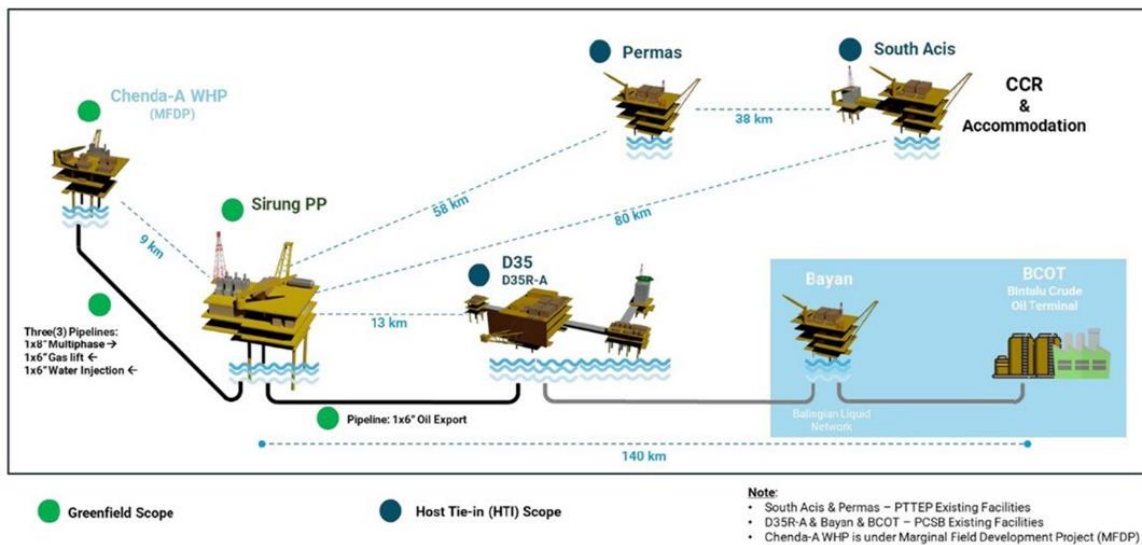 Permas
South Acis
Chenda-A WHP
(MFDP)
CCR
&
Accommodation
38 km
Sirung PP
58 km
80 km
9 km
D35
D35R-A
Bayan
BCOT
Bintulu Crude
Oil Terminal
13 km
Three(3) Pipelines:
1x8" Multiphase →
1x6" Gas lift ←
1x6" Water Injection ←
Pipeline: 1x6" Oil Export
Balingian Liquid
Network
140 km
Greenfield Scope
Host Tie-in (HTI) Scope
Note:
• South Acis & Permas – PTTEP Existing Facilities
• D35R-A & Bayan & BCOT – PCSB Existing Facilities
• Chenda-A WHP is under Marginal Field Development Project (MFDP)